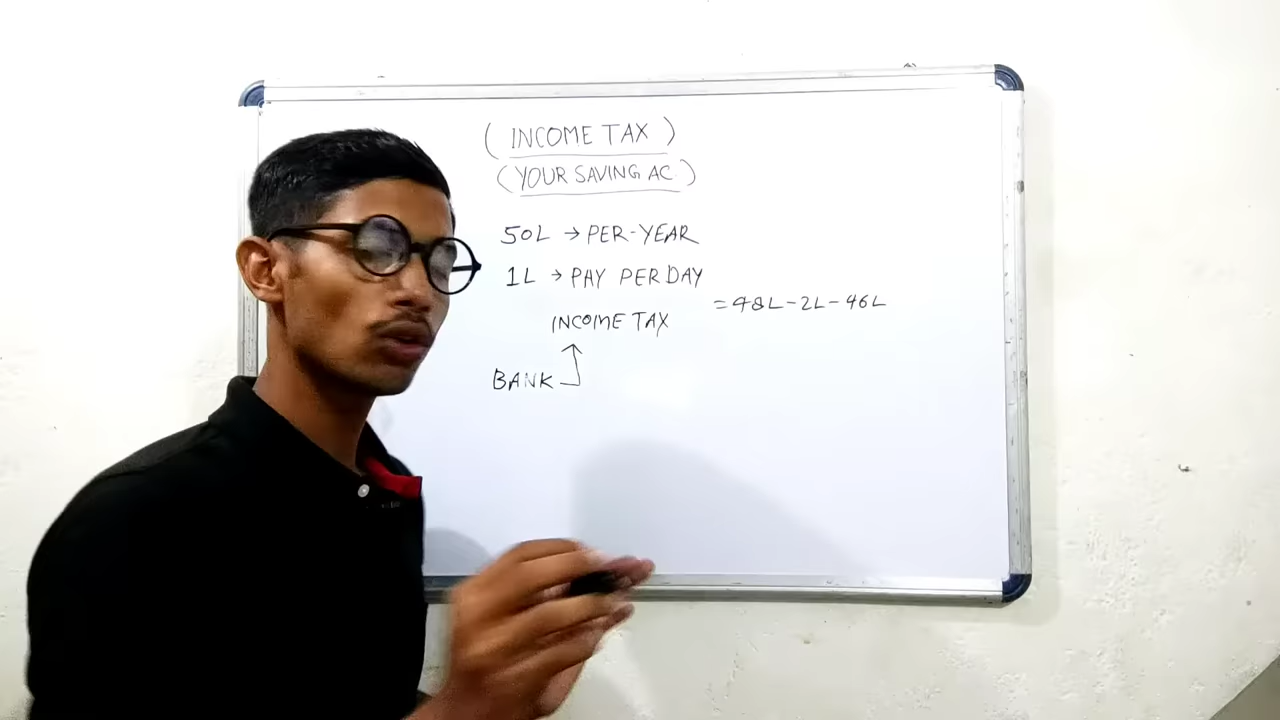 ( INCOME TAX )
( YOUR SAVING AC. )
50L → PER-YEAR
1L → PAY PER DAY
= 48L - 2L - 46L
INCOME TAX
BANK